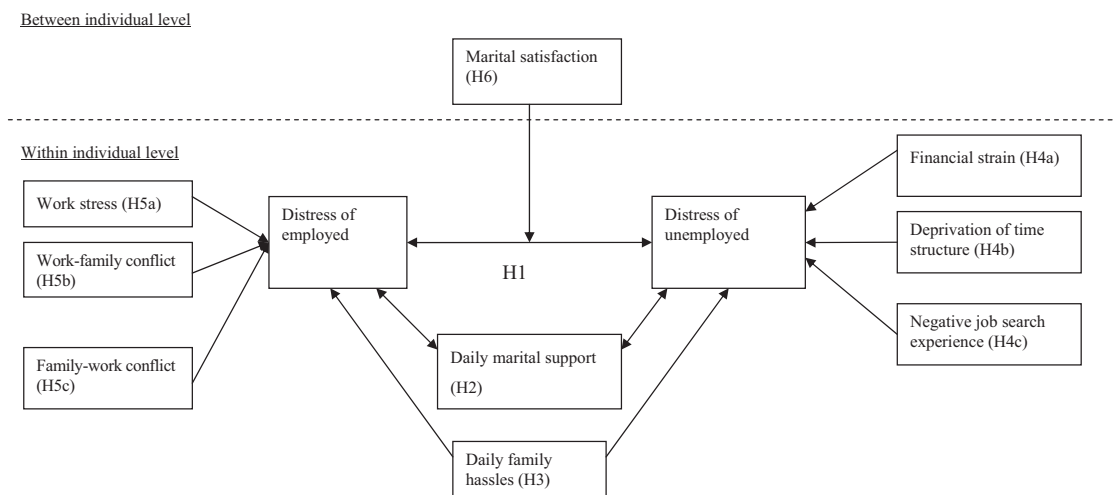 Between individual level
Marital satisfaction
(H6)
Within individual level
Work stress (H5a)
Work-family conflict
(H5b)
Family-work conflict
(H5c)
Distress of
employed
H1
Distress of
unemployed
Daily marital support
(H2)
Daily family
hassles (H3)
Financial strain (H4a)
Deprivation of time
structure (H4b)
Negative job search
experience (H4c)